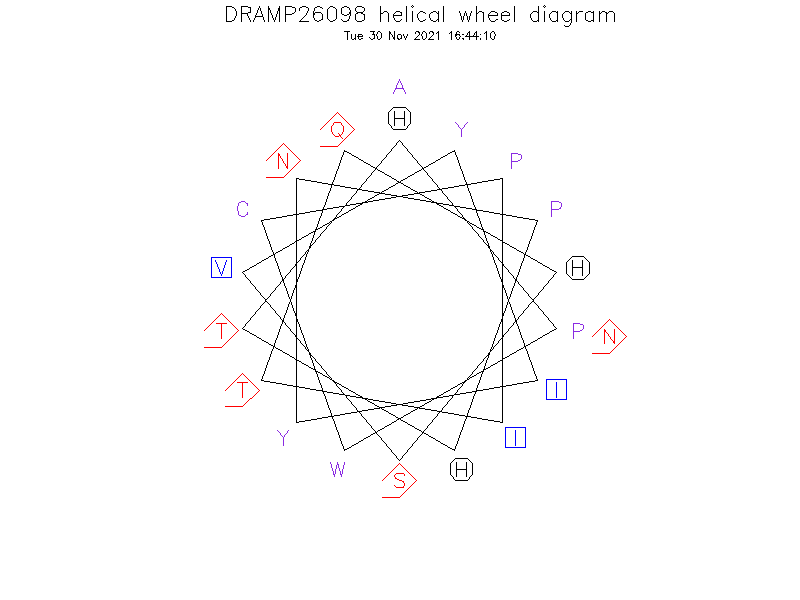 DRAMP26098 helical wheel diagram
Tue 30 Nov 2021 16:44:10
A
H
Q Y
N P
C P
V H
T P N
T I
Y I
W H
S